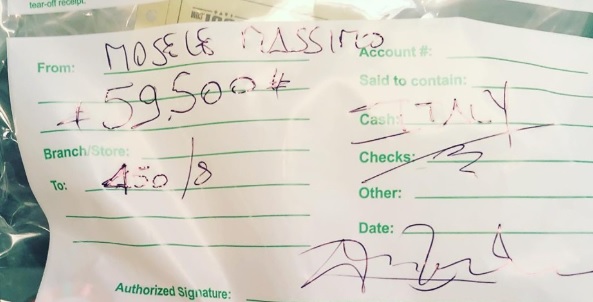 tear-off receipt.
From: MOSELE MASSIMO
Account #:
#59,500#
Said to contain:
Cash: ITALY
Branch/Store:
Checks:
To: 450/8
Other:
Date:
Authorized Signature: